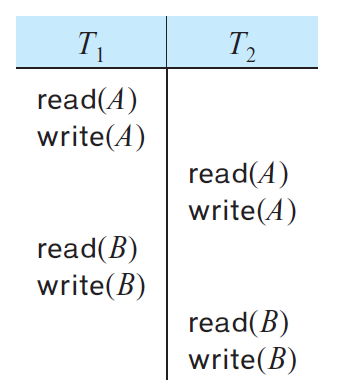 T₁ T₂
read(A)
write(A)
read(A)
write(A)
read(B)
write(B)
read(B)
write(B)